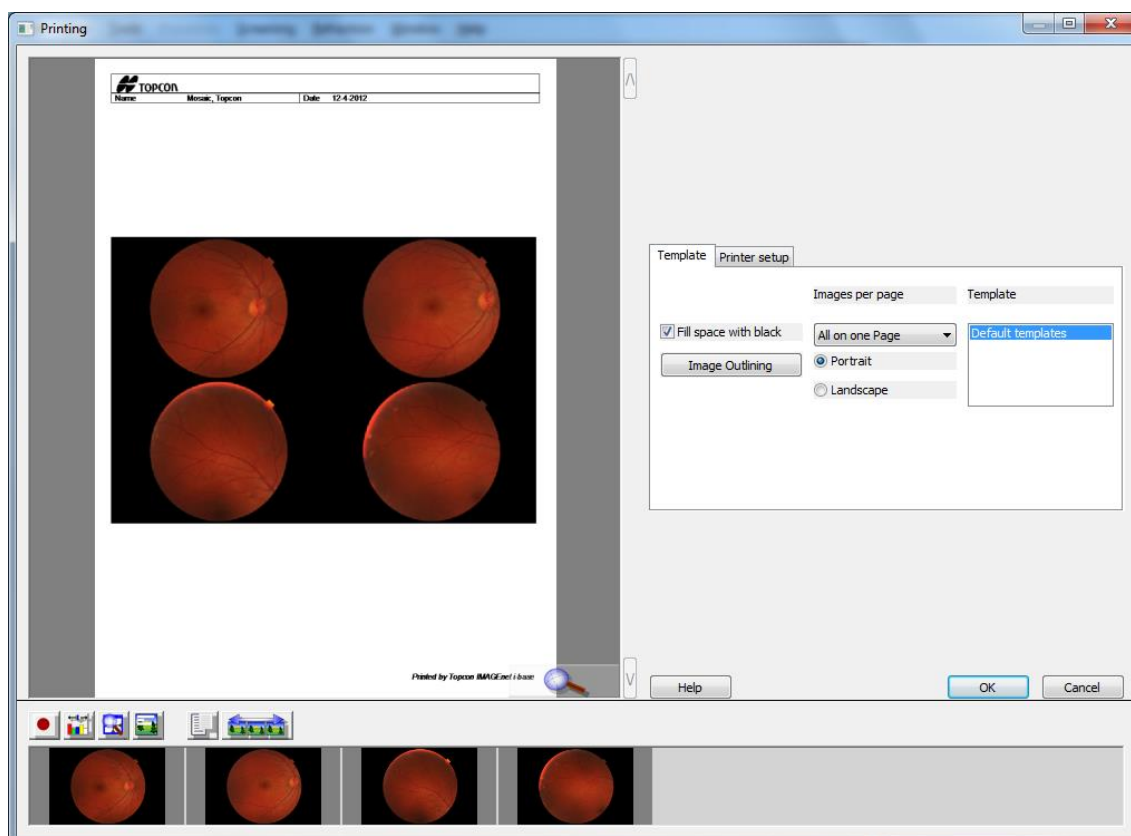 Printing
TOPCON
Name Mosaic, Topcon Date 12-4-2012
Printed by Topcon IMAGEnet i-base
Template Printer setup
Images per page Template
Fill space with black All on one Page Default templates
Image Outlining Portrait
Landscape
Help OK Cancel